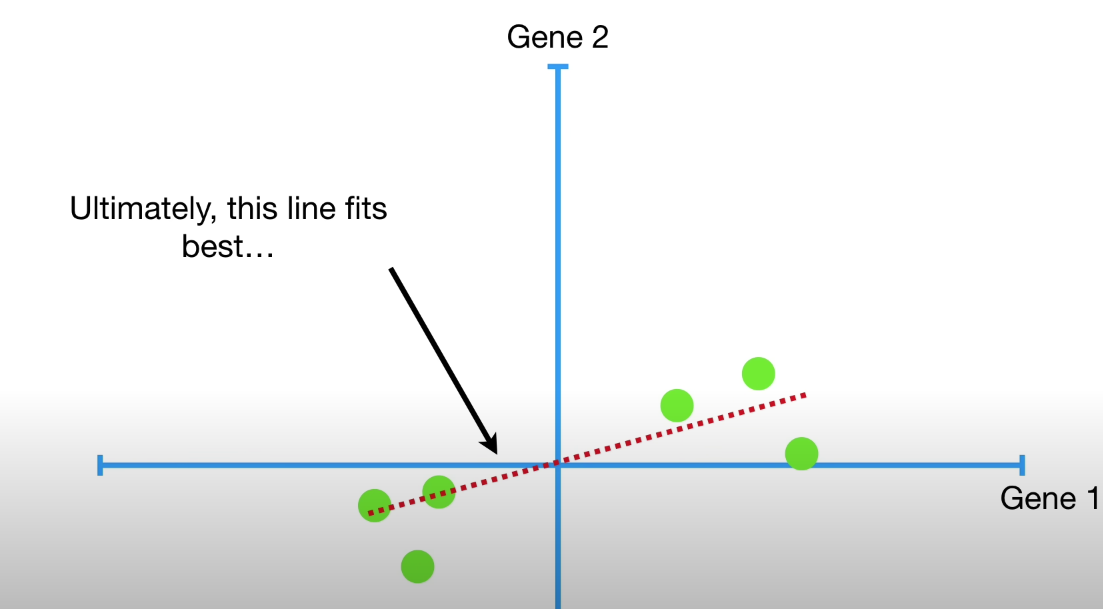 Gene 2
Ultimately, this line fits
best…
Gene 1